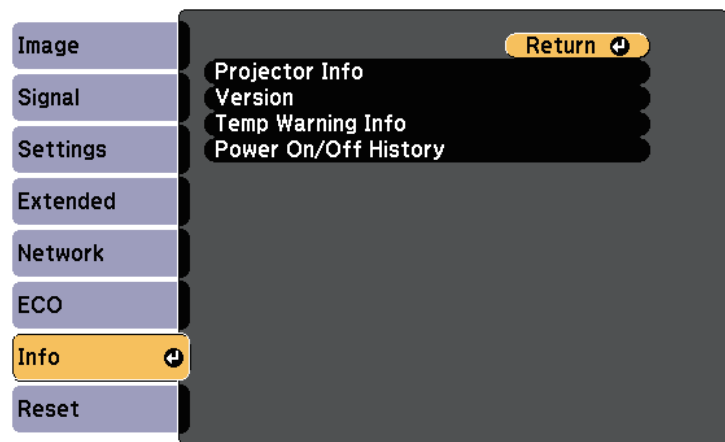 Image
Signal
Settings
Extended
Network
ECO
Info
Reset
Return
Projector Info
Version
Temp Warning Info
Power On/Off History